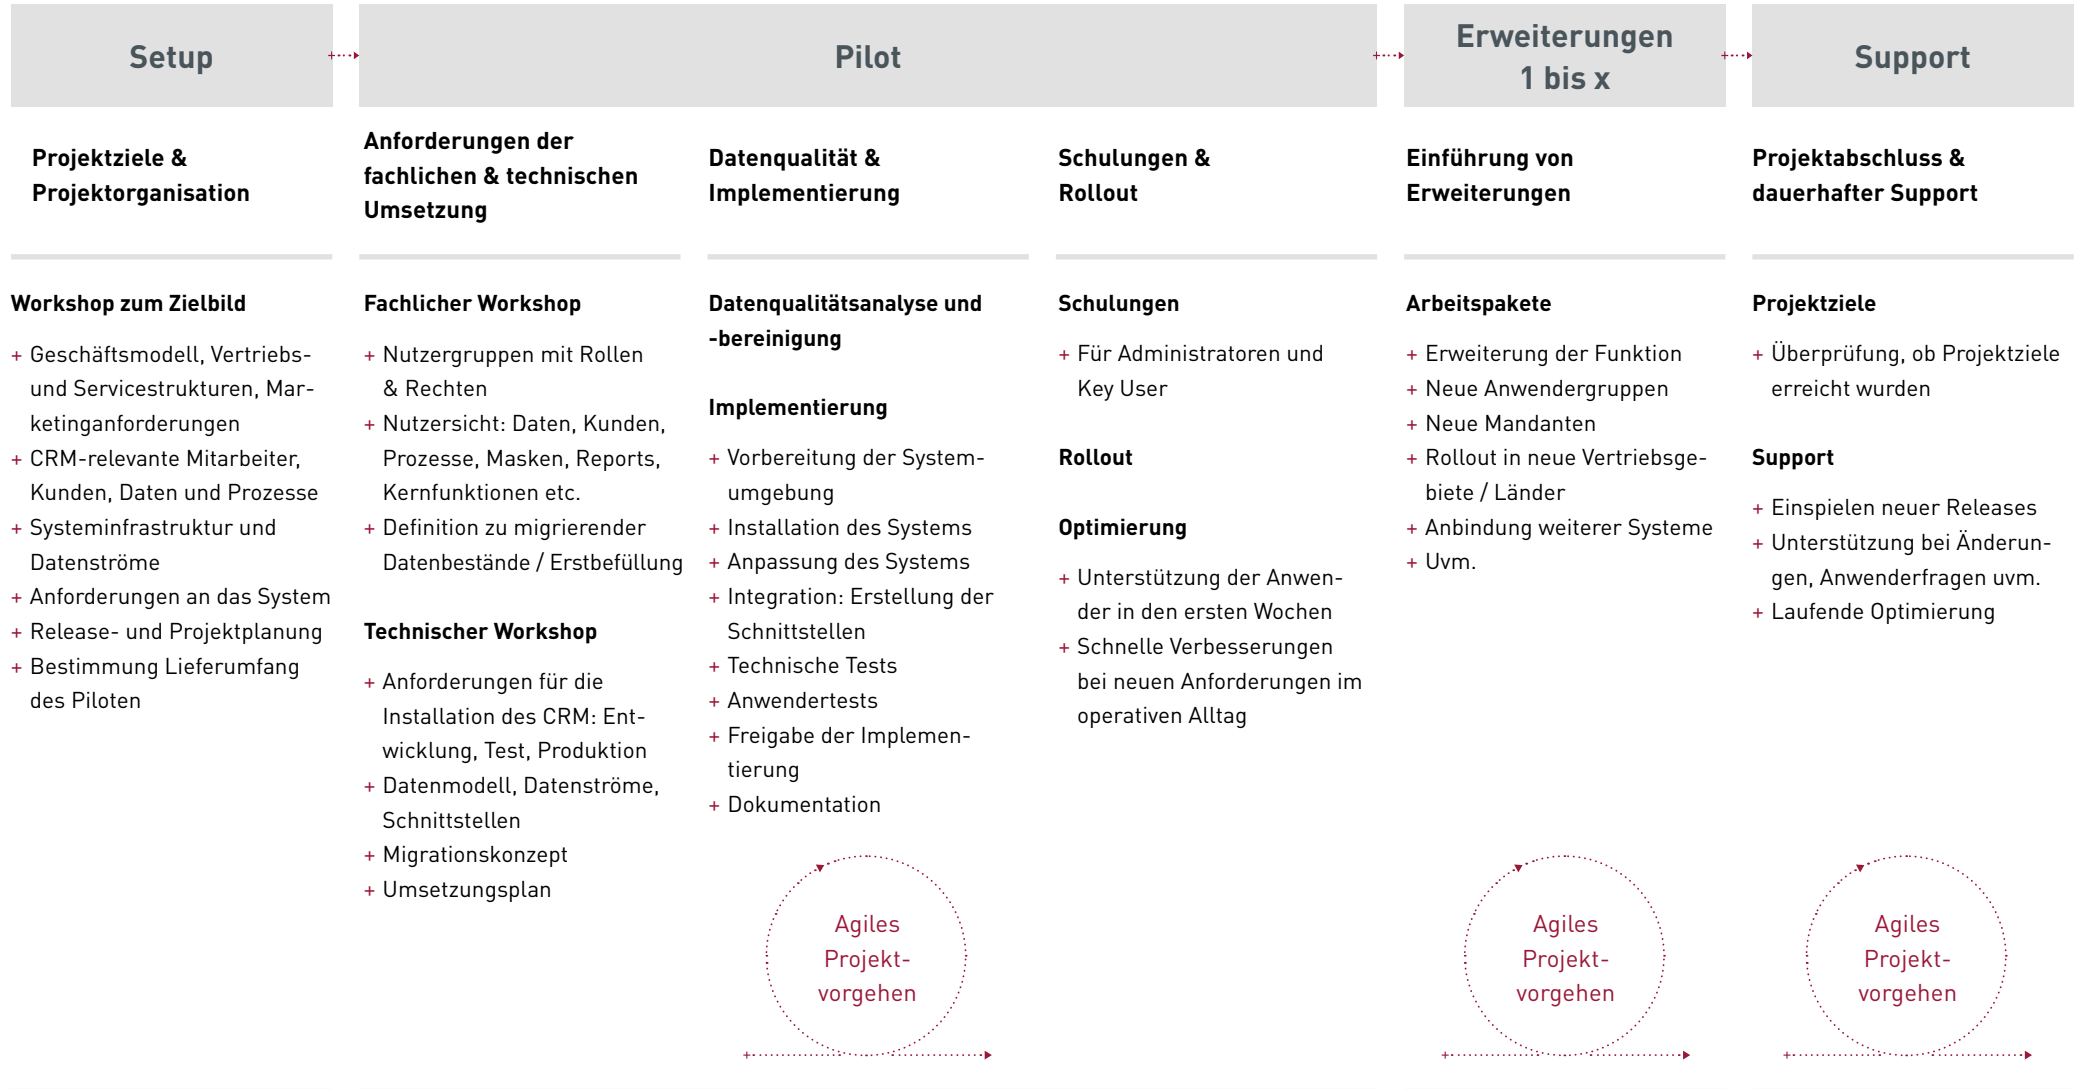 Setup
Pilot
Erweiterungen
1 bis x
Support
Projektziele &
Projektorganisation
Anforderungen der
fachlichen & technischen
Umsetzung
Datenqualität &
Implementierung
Schulungen &
Rollout
Einführung von
Erweiterungen
Projektabschluss &
dauerhafter Support
Workshop zum Zielbild
+ Geschäftsmodell, Vertriebs-
und Servicestrukturen, Mar-
ketinganforderungen
+ CRM-relevante Mitarbeiter,
Kunden, Daten und Prozesse
+ Systeminfrastruktur und
Datenströme
+ Anforderungen an das System
+ Release- und Projektplanung
+ Bestimmung Lieferumfang
des Piloten
Fachlicher Workshop
+ Nutzergruppen mit Rollen
& Rechten
+ Nutzersicht: Daten, Kunden,
Prozesse, Masken, Reports,
Kernfunktionen etc.
+ Definition zu migrierender
Datenbestände / Erstbefüllung
Technischer Workshop
+ Anforderungen für die
Installation des CRM: Ent-
wicklung, Test, Produktion
+ Datenmodell, Datenströme,
Schnittstellen
+ Migrationskonzept
+ Umsetzungsplan
Datenqualitätsanalyse und
-bereinigung
Implementierung
+ Vorbereitung der System-
umgebung
+ Installation des Systems
+ Anpassung des Systems
+ Integration: Erstellung der
Schnittstellen
+ Technische Tests
+ Anwendertests
+ Freigabe der Implemen-
tierung
+ Dokumentation
Agiles
Projekt-
vorgehen
Schulungen
+ Für Administratoren und
Key User
Rollout
Optimierung
+ Unterstützung der Anwen-
der in den ersten Wochen
+ Schnelle Verbesserungen
bei neuen Anforderungen im
operativen Alltag
Arbeitspakete
+ Erweiterung der Funktion
+ Neue Anwendergruppen
+ Neue Mandanten
+ Rollout in neue Vertriebsge-
biete / Länder
+ Anbindung weiterer Systeme
+ Uvm.
Agiles
Projekt-
vorgehen
Projektziele
+ Überprüfung, ob Projektziele
erreicht wurden
Support
+ Einspielen neuer Releases
+ Unterstützung bei Änderun-
gen, Anwenderfragen uvm.
+ Laufende Optimierung
Agiles
Projekt-
vorgehen